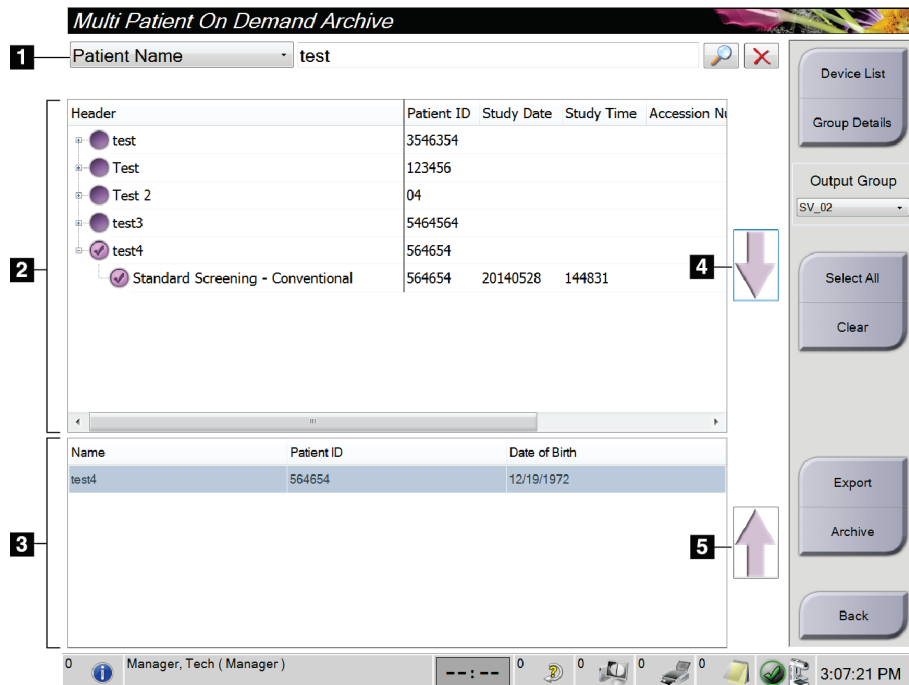 Multi Patient On Demand Archive
1
Patient Name
test
Device List
Group Details
Output Group
SV_02
Select All
Clear
Export
Archive
Back
2
Header Patient ID Study Date Study Time Accession Nu
test 3546354
Test 123456
Test 2 04
test3 5464564
test4 564654
Standard Screening - Conventional 564654 20140528 144831
4
3
Name Patient ID Date of Birth
test4 564654 12/19/1972
5
0 Manager, Tech ( Manager ) --:-- 0 0 0 0 3:07:21 PM